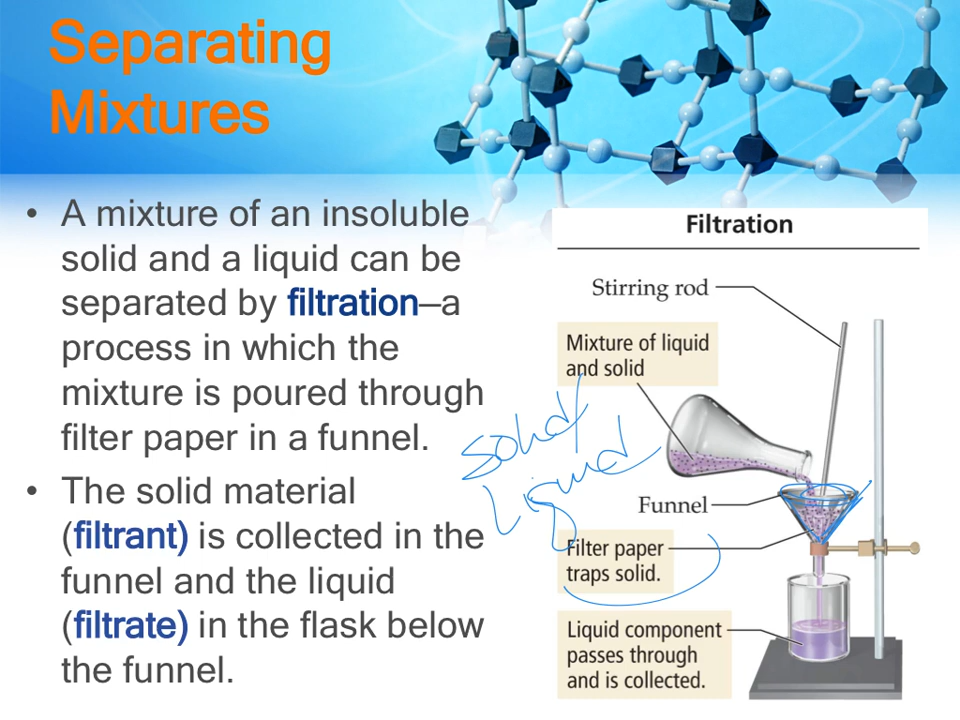 Separating
Mixtures
• A mixture of an insoluble
solid and a liquid can be
separated by filtration—a
process in which the
mixture is poured through
filter paper in a funnel.
• The solid material
(filtrant) is collected in the
funnel and the liquid
(filtrate) in the flask below
the funnel.
Filtration
Stirring rod
Mixture of liquid
and solid
solid/
Liquid
Funnel
Filter paper
traps solid.
Liquid component
passes through
and is collected.